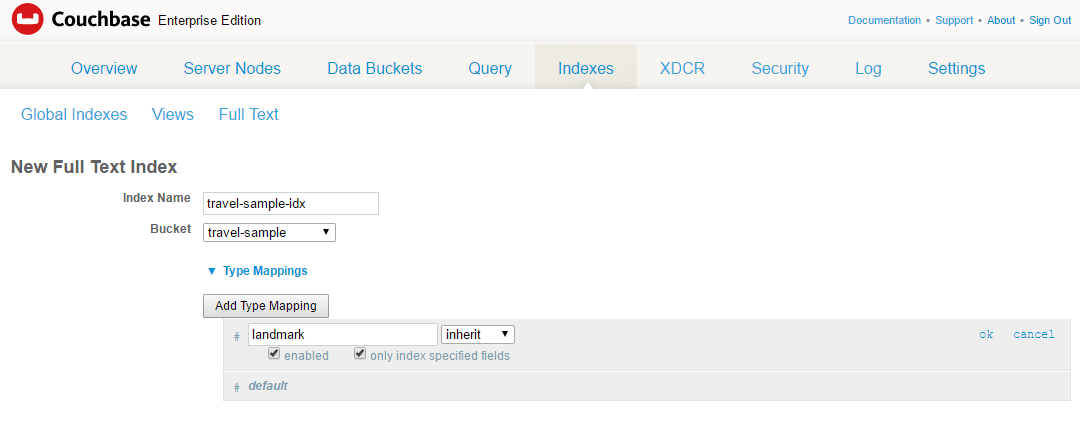 Couchbase Enterprise Edition
Documentation • Support • About • Sign Out
Overview Server Nodes Data Buckets Query Indexes XDCR Security Log Settings
Global Indexes Views Full Text
New Full Text Index
Index Name travel-sample-idx
Bucket travel-sample
Type Mappings
Add Type Mapping
# landmark inherit ok cancel
enabled only index specified fields
# default